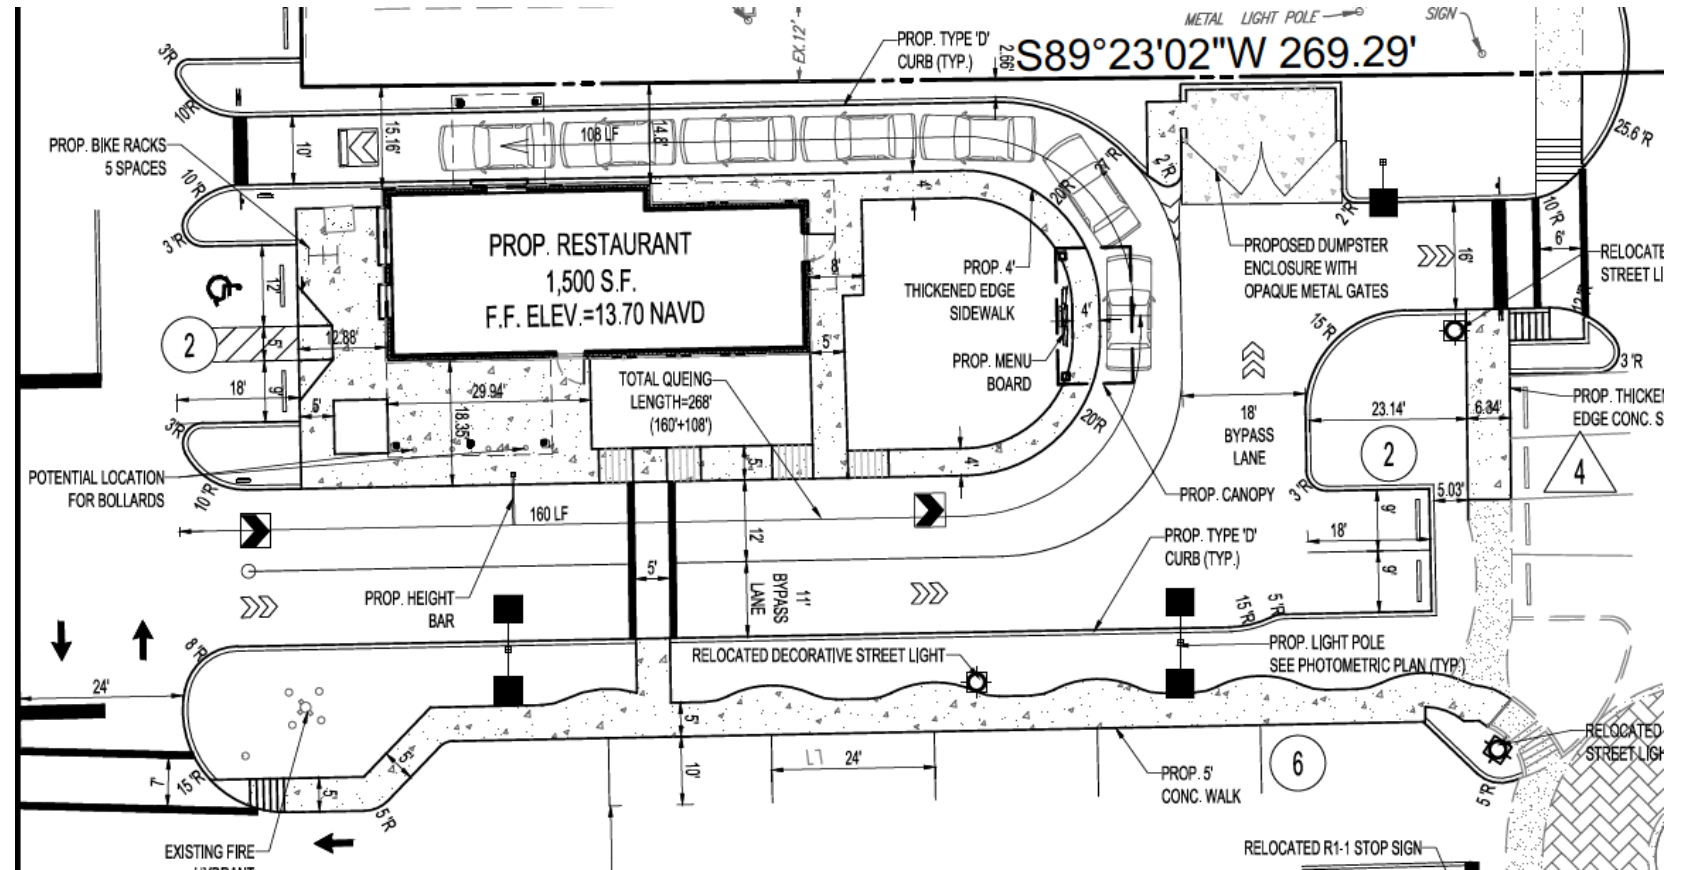 METAL LIGHT POLE
SIGN
EX.12'
3'R
PROP. TYPE 'D'
CURB (TYP.)
2.66'
S89°23'02"W 269.29'
10'R
15.16'
14.8'
108 LF
10'
27'R
25.6 'R
PROP. BIKE RACKS
5 SPACES
10'R
3'R
4'
20'R
2'R
2'R
10'R
6'
16'
PROP. RESTAURANT
1,500 S.F.
F.F. ELEV.=13.70 NAVD
8'
PROP. 4'
THICKENED EDGE
SIDEWALK
PROPOSED DUMPSTER
ENCLOSURE WITH
OPAQUE METAL GATES
RELOCATE
STREET LI
12'
2
12.88'
5'
5'
4'
15'R
PROP. MENU
BOARD
3'R
18'
9'
5'
29.94'
18.35'
TOTAL QUEING
LENGTH=268'
(160'+108')
20'R
18'
BYPASS
LANE
23.14'
6.34'
PROP. THICKE
EDGE CONC. S
2
4
3'R
10'R
POTENTIAL LOCATION
FOR BOLLARDS
5'
4'
PROP. CANOPY
3'R
5.03'
160 LF
12'
9'
18'
9'
PROP. TYPE 'D'
CURB (TYP.)
5'
11'
BYPASS
LANE
PROP. HEIGHT
BAR
15'R
5'R
8'R
RELOCATED DECORATIVE STREET LIGHT
PROP. LIGHT POLE
SEE PHOTOMETRIC PLAN (TYP.)
24'
5'
RELOCATED
STREET LIGH
5'
10'
L7
24'
6
7'
15'R
5'
5'R
PROP. 5'
CONC. WALK
5'R
EXISTING FIRE
HYDRANT
RELOCATED R1-1 STOP SIGN